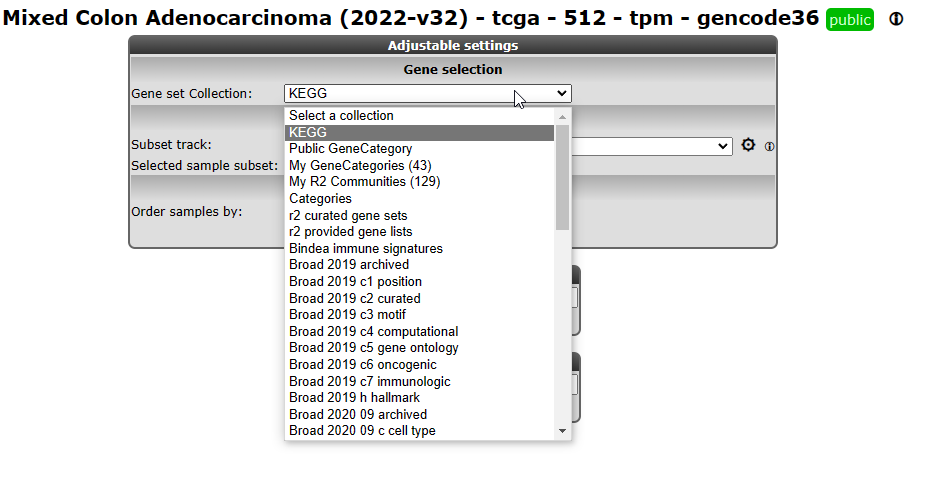 Mixed Colon Adenocarcinoma (2022-v32) - tcga - 512 - tpm - gencode36 public
Adjustable settings
Gene selection
Gene set Collection: KEGG
Select a collection
KEGG
Subset track:
Public GeneCategory
Selected sample subset:
My GeneCategories (43)
My R2 Communities (129)
Categories
Order samples by:
r2 curated gene sets
r2 provided gene lists
Bindea immune signatures
Broad 2019 archived
Broad 2019 c1 position
Broad 2019 c2 curated
Broad 2019 c3 motif
Broad 2019 c4 computational
Broad 2019 c5 gene ontology
Broad 2019 c6 oncogenic
Broad 2019 c7 immunologic
Broad 2019 h hallmark
Broad 2020 09 archived
Broad 2020 09 c cell type